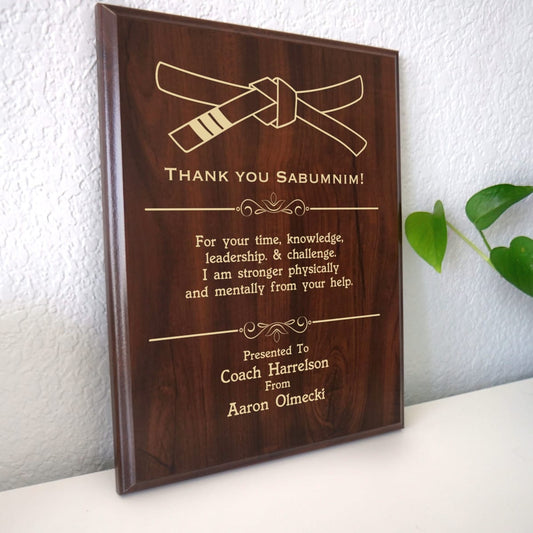 Thank you Sabumnim!
For your time, knowledge,
leadership. & challenge.
I am stronger physically
and mentally from your help.
Presented To
Coach Harrelson
From
Aaron Olmecki